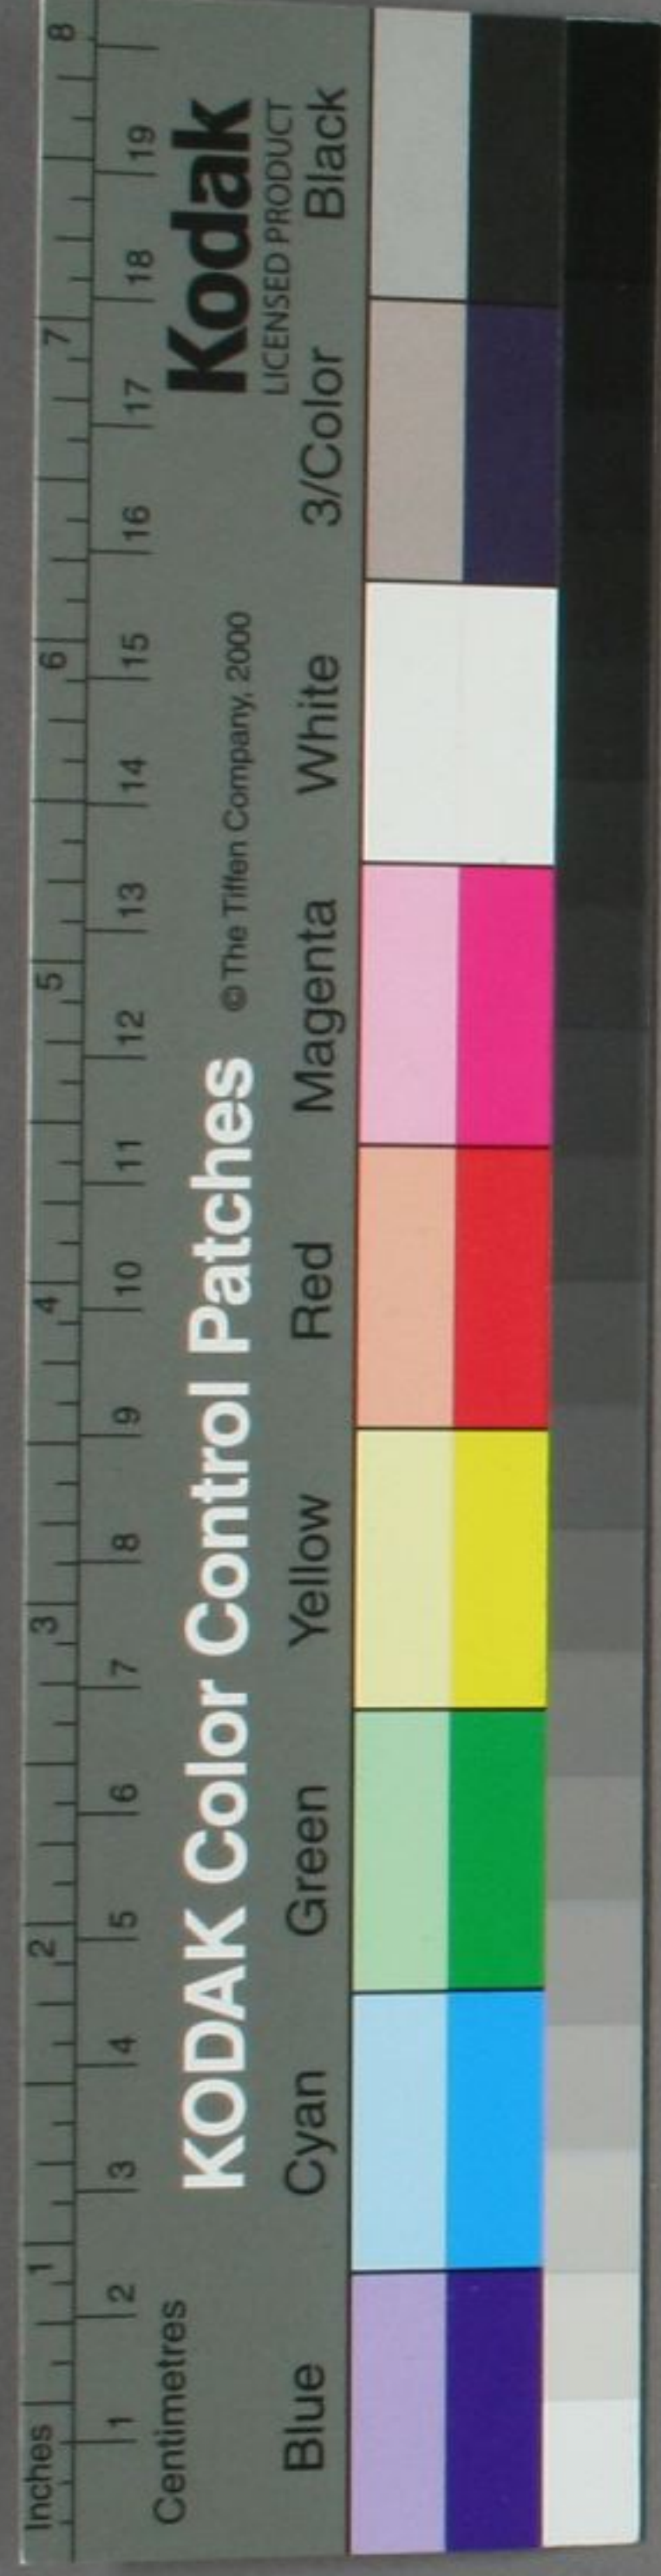 Inches 1 2 3 4 5 6 7 8
1 2 3 4 5 6 7 8 9 10 11 12 13 14 15 16 17 18 19
Centimetres
KODAK Color Control Patches © The Tiffen Company, 2000 Kodak
LICENSED PRODUCT
Blue Cyan Green Yellow Red Magenta White 3/Color Black